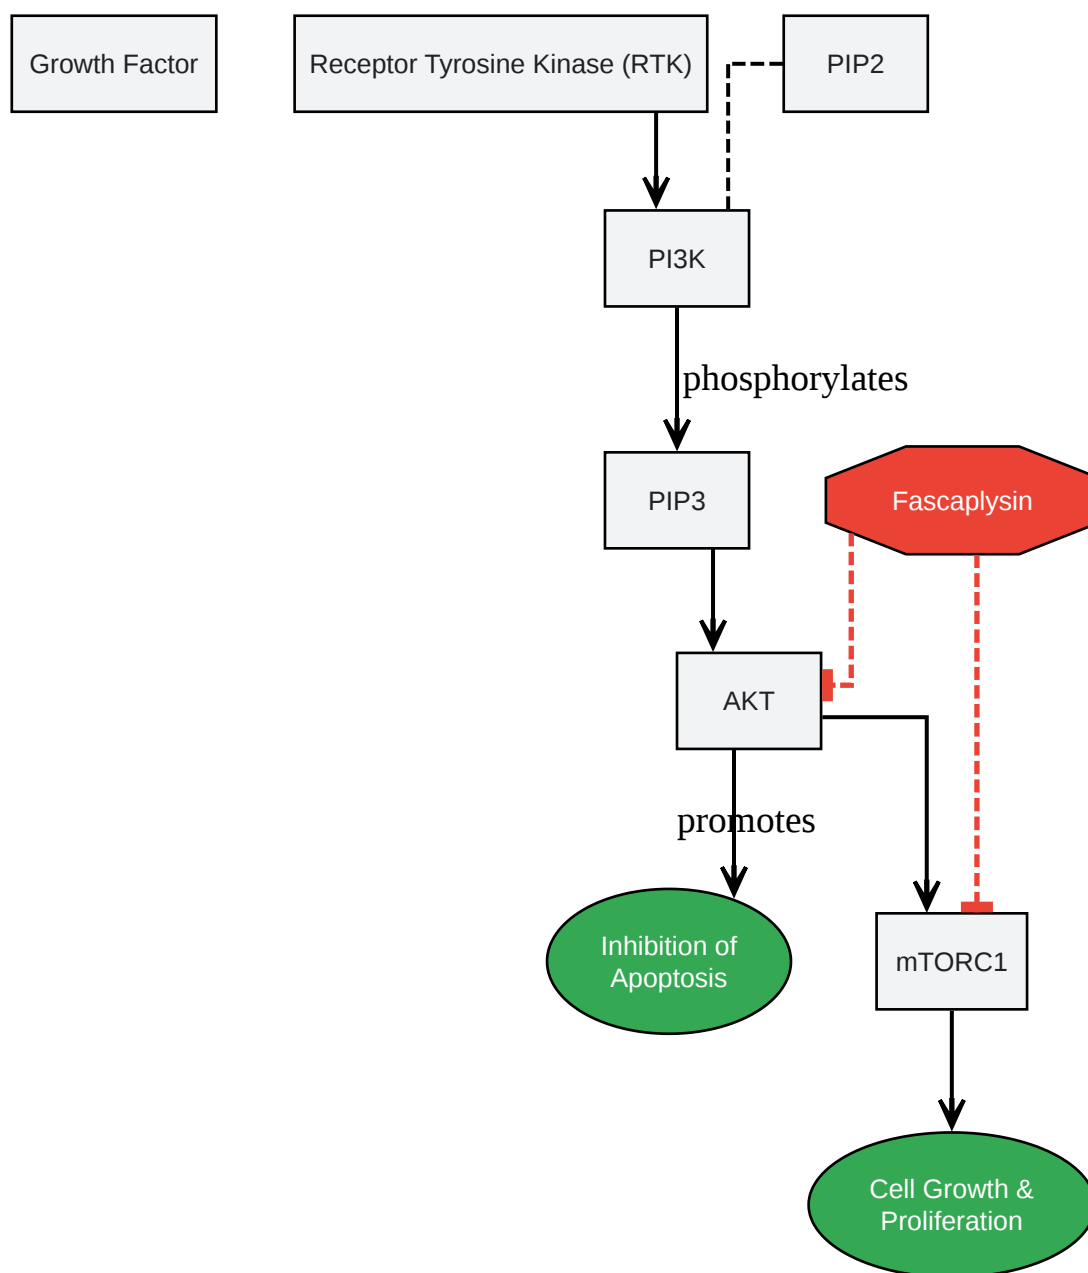 Growth Factor
Receptor Tyrosine Kinase (RTK)
PIP2
PI3K
phosphorylates
PIP3
Fascaplysin
AKT
promotes
Inhibition of
Apoptosis
mTORC1
Cell Growth &
Proliferation